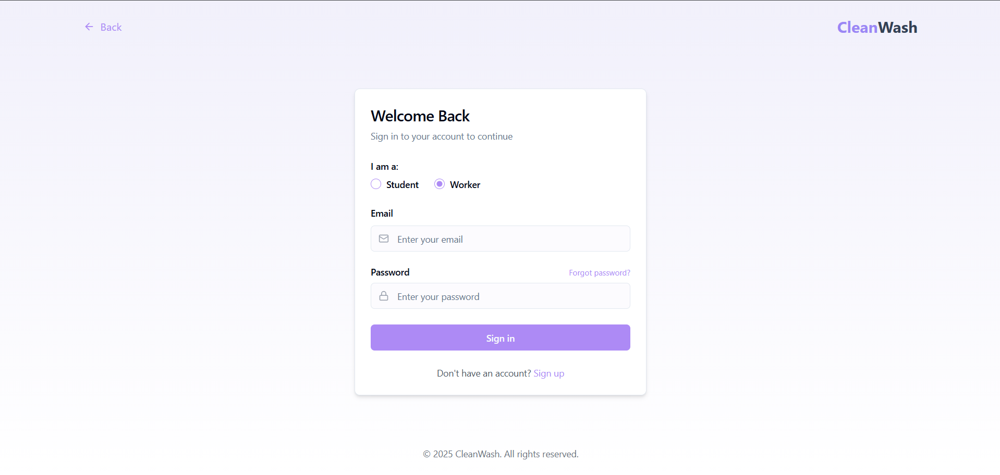 Back
CleanWash
Welcome Back
Sign in to your account to continue
I am a:
Student Worker
Email
Enter your email
Password Forgot password?
Enter your password
Sign in
Don't have an account? Sign up
© 2025 CleanWash. All rights reserved.